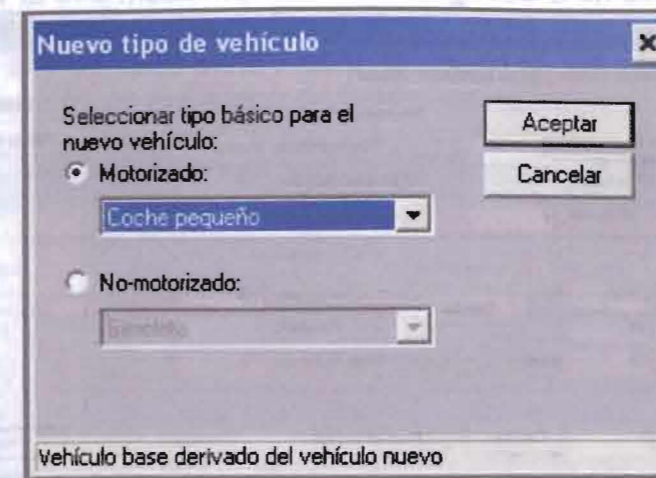 Nuevo tipo de vehículo
Seleccionar tipo básico para el
nuevo vehículo:
Motorizado:
Coche pequeño
No-motorizado:
Aceptar
Cancelar
Vehículo base derivado del vehículo nuevo